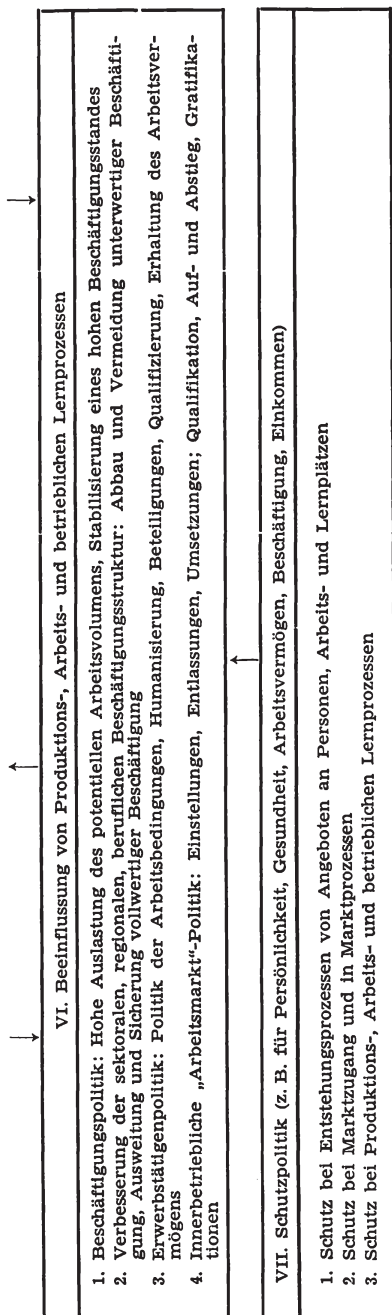 VI. Beeinflussung von Produktions-, Arbeits- und betrieblichen Lernprozessen
1. Beschäftigungspolitik: Hohe Auslastung des potentiellen Arbeitsvolumens, Stabilisierung eines hohen Beschäftigungsstandes
2. Verbesserung der sektoralen, regionalen, beruflichen Beschäftigungsstruktur: Abbau und Vermeidung unterwertiger Beschäfti-
gung, Ausweitung und Sicherung vollwertiger Beschäftigung
3. Erwerbstätigenpolitik: Politik der Arbeitsbedingungen, Humanisierung, Beteiligungen, Qualifizierung, Erhaltung des Arbeitsver-
mögens
4. Innerbetriebliche „Arbeitsmarkt“-Politik: Einstellungen, Entlassungen, Umsetzungen; Qualifikation, Auf- und Abstieg, Gratifika-
tionen
VII. Schutzpolitik (z. B. für Persönlichkeit, Gesundheit, Arbeitsvermögen, Beschäftigung, Einkommen)
1. Schutz bei Entstehungsprozessen von Angeboten an Personen, Arbeits- und Lernplätzen
2. Schutz bei Marktzugang und in Marktprozessen
3. Schutz bei Produktions-, Arbeits- und betrieblichen Lernprozessen